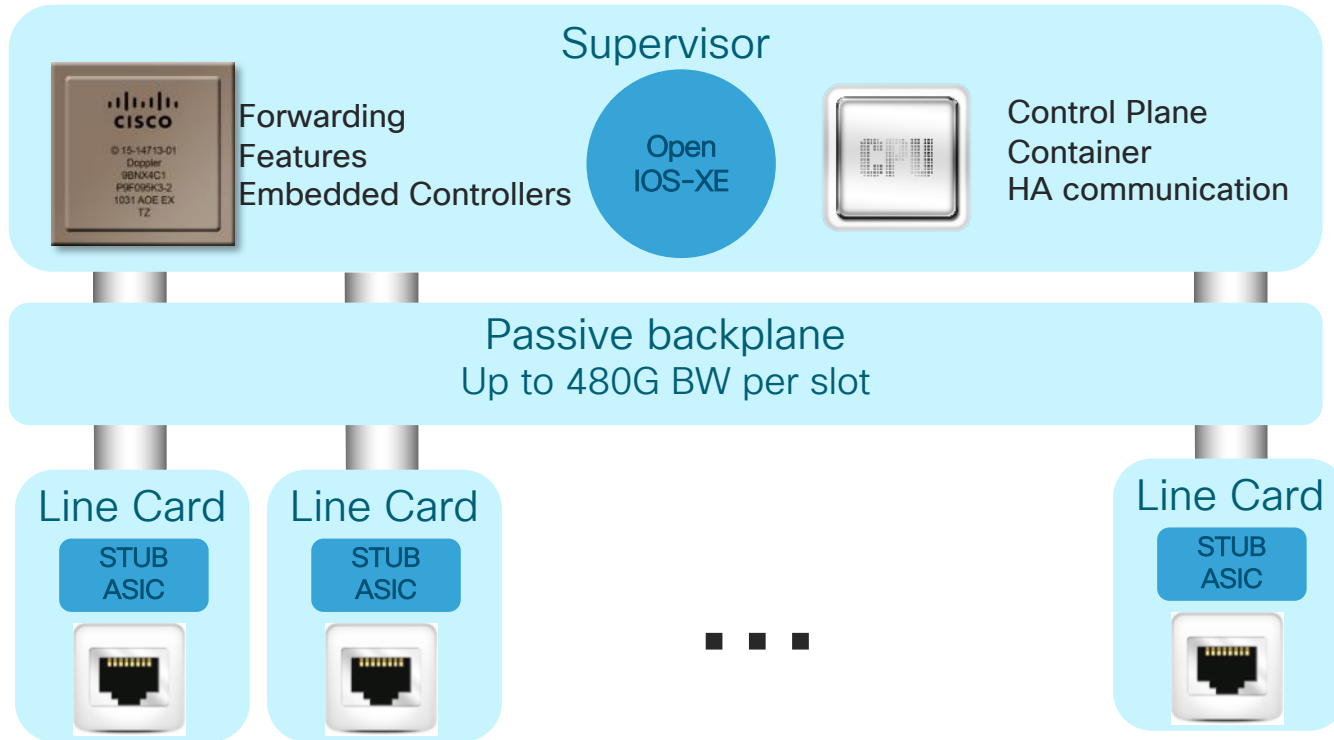 Supervisor
CISCO
© 15-14713-01
Doppler
9BNX4C1
P9F095K3-2
1031 AOE EX
TZ
Forwarding
Features
Embedded Controllers
Open
IOS-XE
CPU
Control Plane
Container
HA communication
Passive backplane
Up to 480G BW per slot
Line Card
STUB
ASIC
Line Card
STUB
ASIC
...
Line Card
STUB
ASIC